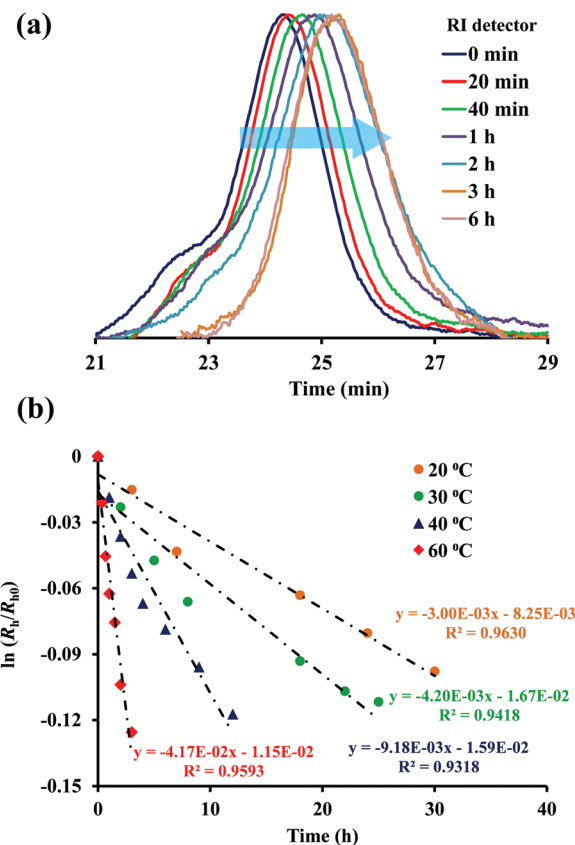 (a)
RI detector
0 min
20 min
40 min
1 h
2 h
3 h
6 h
21 23 25 27 29
Time (min)
(b)
0
-0.03
-0.06
-0.09
-0.12
-0.15
ln (Rh/Rh0)
20 ⁰C
30 ⁰C
40 ⁰C
60 ⁰C
y = -3.00E-03x - 8.25E-03
R² = 0.9630
y = -4.20E-03x - 1.67E-02
R² = 0.9418
y = -9.18E-03x - 1.59E-02
R² = 0.9318
y = -4.17E-02x - 1.15E-02
R² = 0.9593
0 10 20 30 40
Time (h)